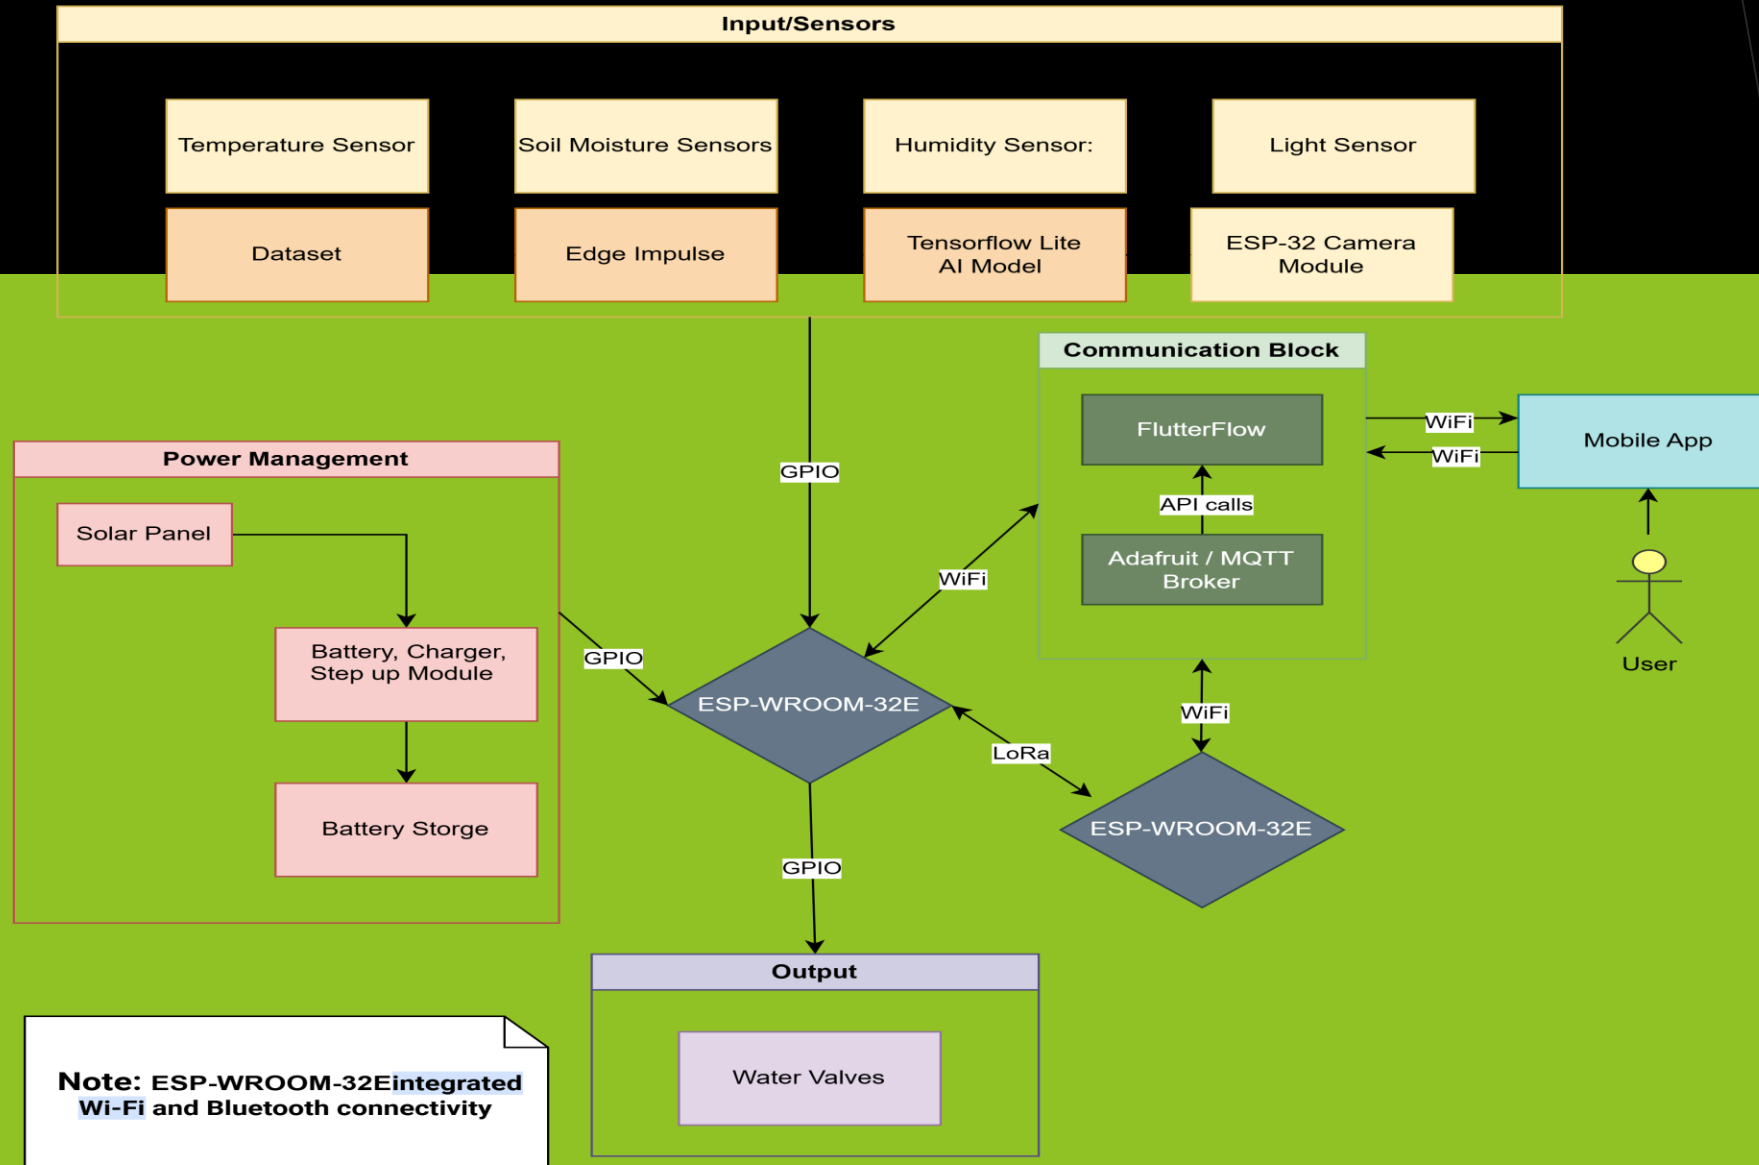 Input/Sensors
Temperature Sensor
Soil Moisture Sensors
Humidity Sensor:
Light Sensor
Dataset
Edge Impulse
Tensorflow Lite
AI Model
ESP-32 Camera
Module
Communication Block
FlutterFlow
API calls
Adafruit / MQTT
Broker
WiFi
WiFi
Mobile App
User
GPIO
Power Management
Solar Panel
Battery, Charger,
Step up Module
Battery Storge
GPIO
WiFi
ESP-WROOM-32E
LoRa
WiFi
ESP-WROOM-32E
GPIO
Output
Water Valves
Note: ESP-WROOM-32Eintegrated
Wi-Fi and Bluetooth connectivity